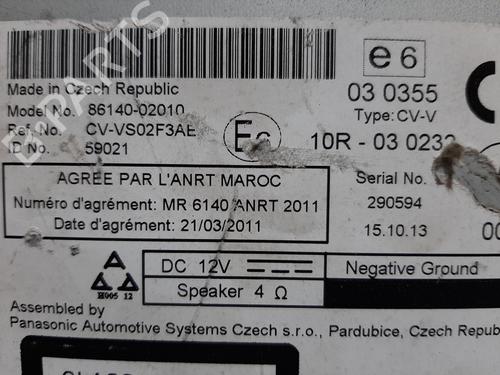 e6
Made in Czech Republic
03 0355
Type: CV-V
Model No. 86140-02010
Ref. No. CV-VS02F3AE
10R - 03 0232
ID No. 59021
AGREE PAR L'ANRT MAROC
Serial No.
Numéro d'agrément: MR 6140 ANRT 2011
290594
Date d'agrément: 21/03/2011
15.10.13
00
DC 12V
Negative Ground
H005 12
Speaker 4 Ω
Assembled by
Panasonic Automotive Systems Czech s.r.o., Pardubice, Czech Repub